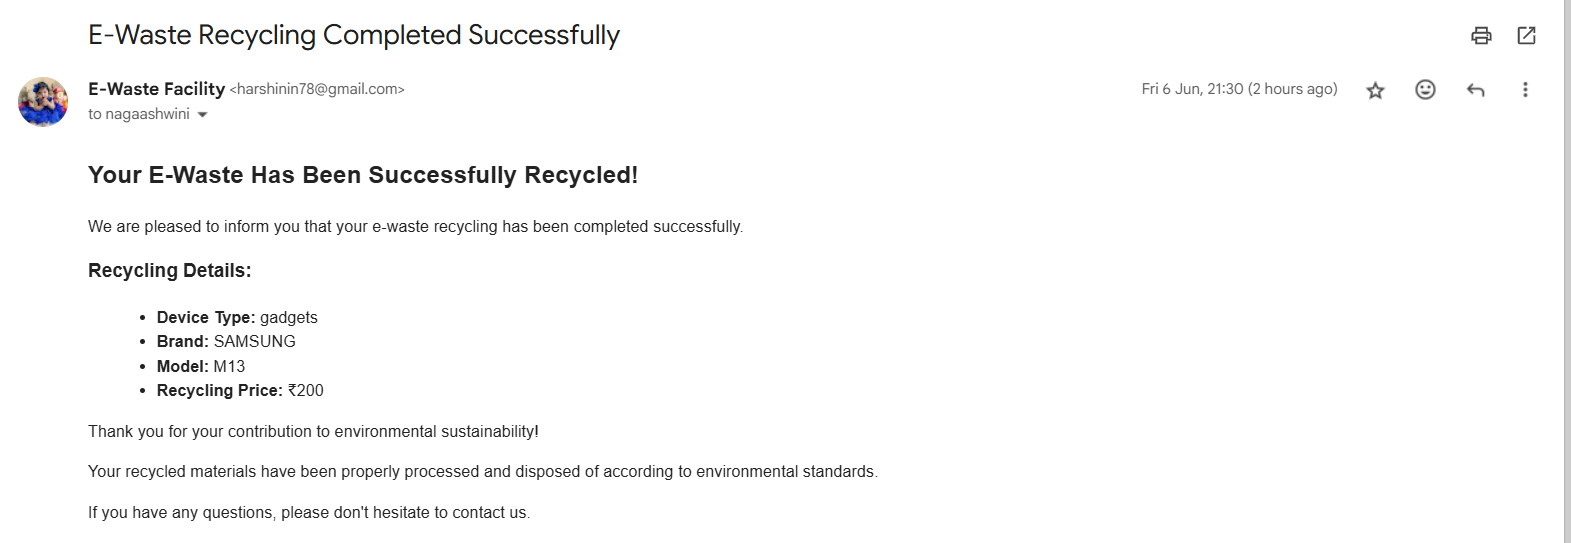 E-Waste Recycling Completed Successfully
E-Waste Facility <harshinin78@gmail.com>
Fri 6 Jun, 21:30 (2 hours ago)
to nagaashwini
Your E-Waste Has Been Successfully Recycled!
We are pleased to inform you that your e-waste recycling has been completed successfully.
Recycling Details:
• Device Type: gadgets
• Brand: SAMSUNG
• Model: M13
• Recycling Price: ₹200
Thank you for your contribution to environmental sustainability!
Your recycled materials have been properly processed and disposed of according to environmental standards.
If you have any questions, please don't hesitate to contact us.